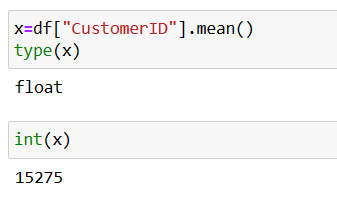 x=df["CustomerID"].mean()
type(x)
float
int(x)
15275